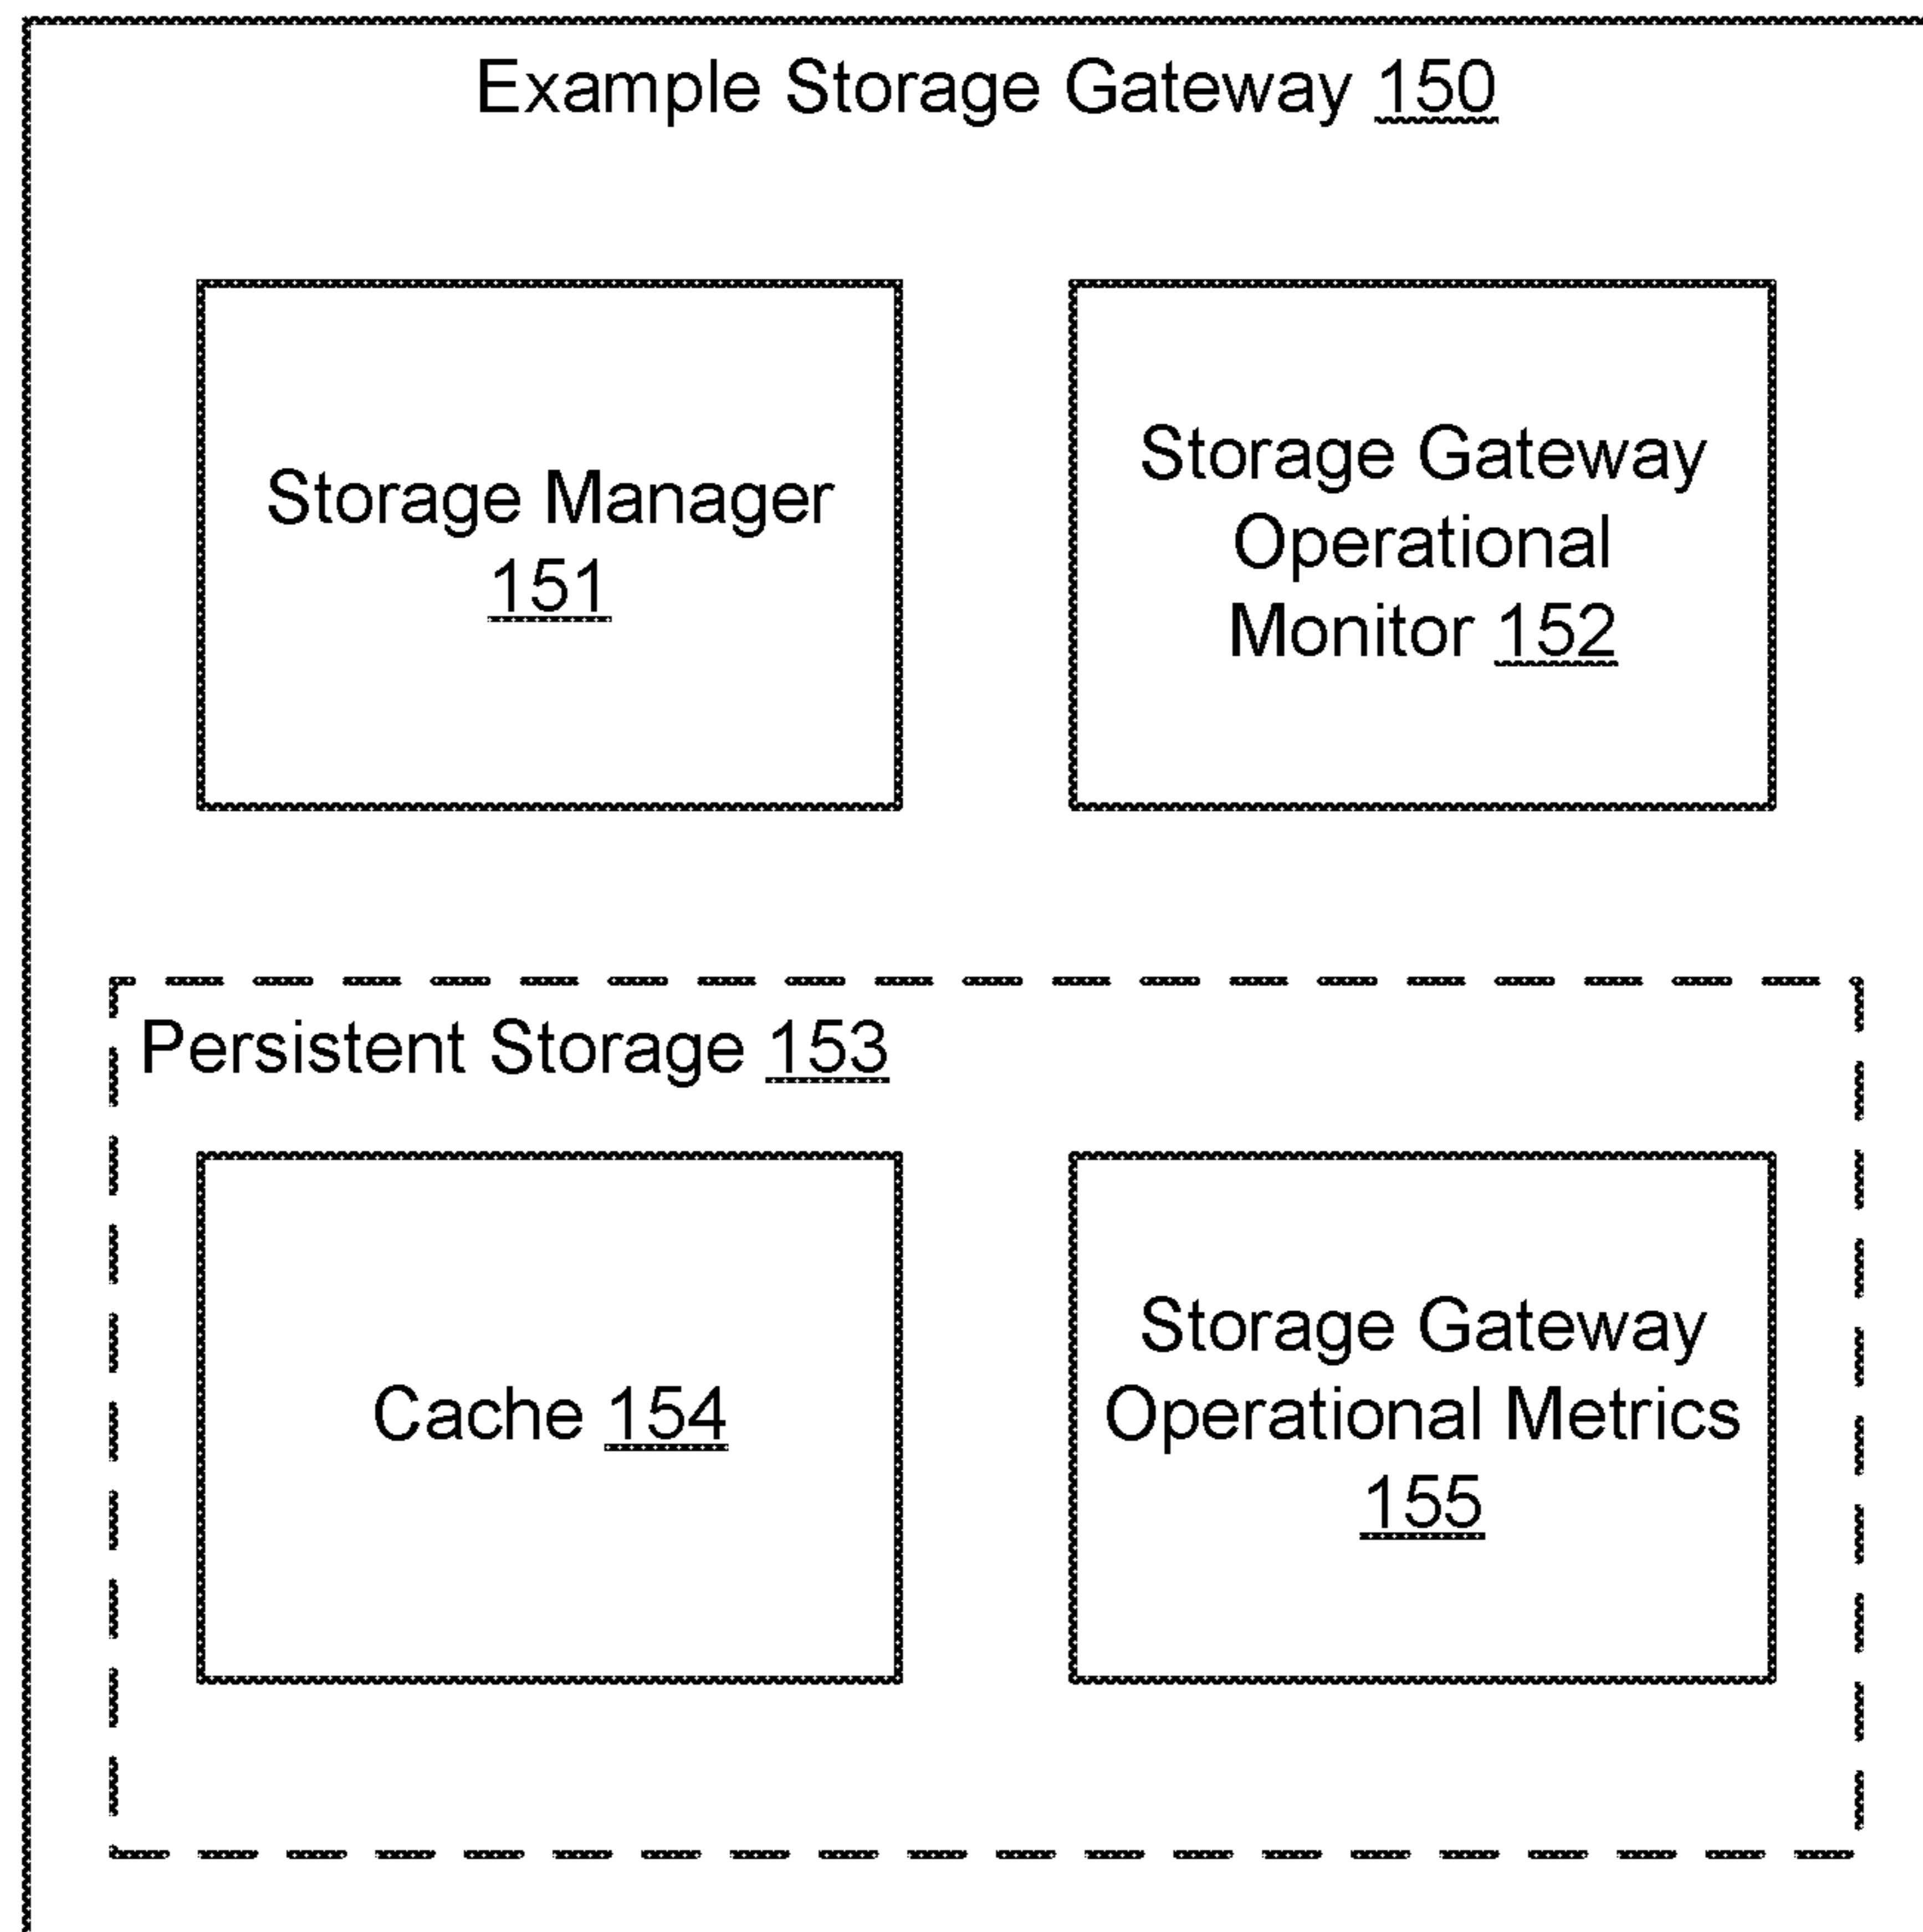 Example Storage Gateway 150
Storage Manager
151
Storage Gateway
Operational
Monitor 152
Persistent Storage 153
Cache 154
Storage Gateway
Operational Metrics
155